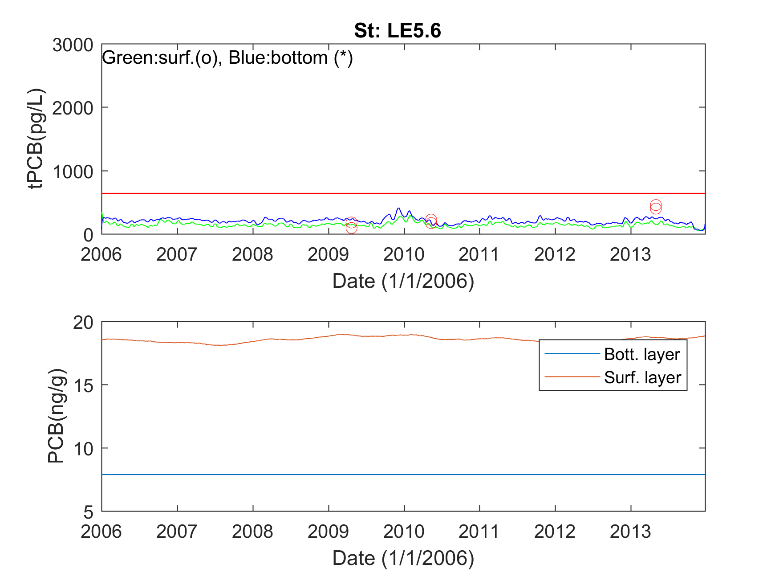 St: LE5.6
3000
Green:surf.(o), Blue:bottom (*)
tPCB(pg/L)
2000
1000
0
2006 2007 2008 2009 2010 2011 2012 2013
Date (1/1/2006)
20
Bott. layer
Surf. layer
PCB(ng/g)
15
10
5
2006 2007 2008 2009 2010 2011 2012 2013
Date (1/1/2006)